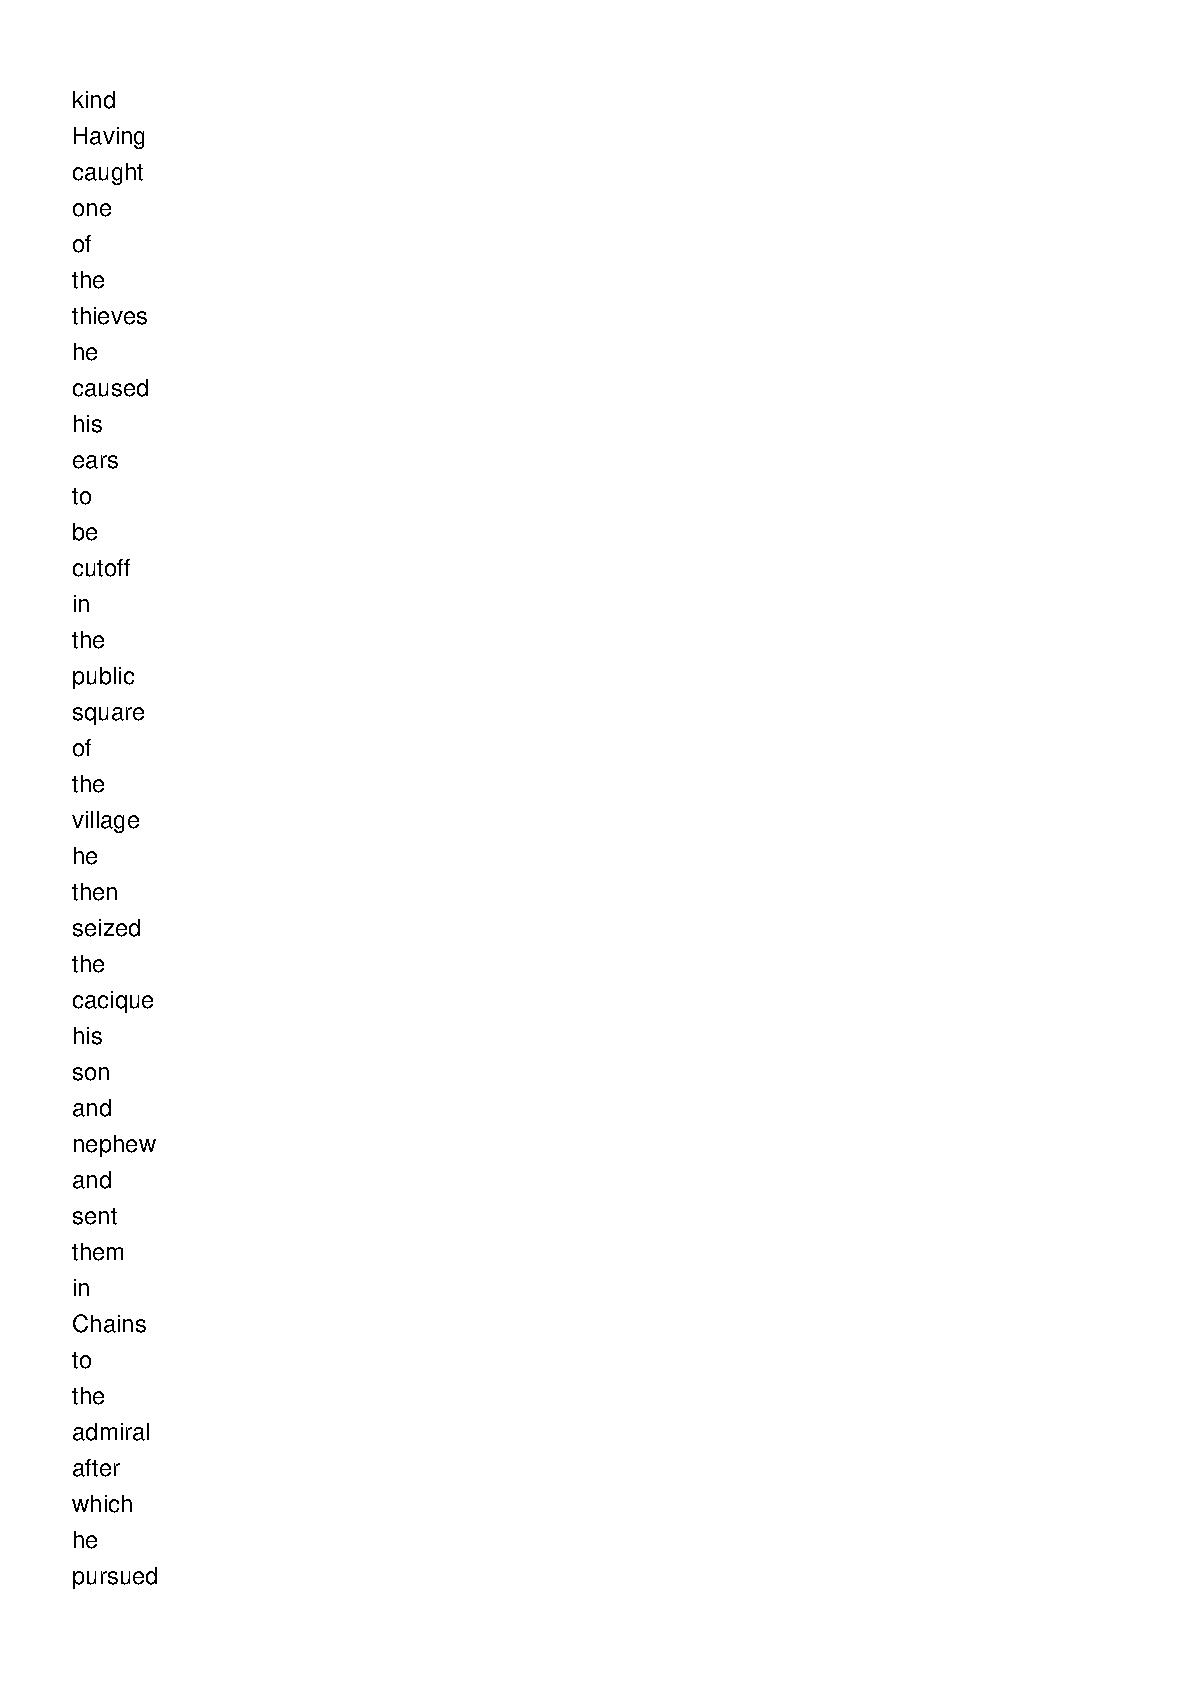 kind
Having
caught
one
of
the
thieves
he
caused
his
ears
to
be
cutoff
in
the
public
square
of
the
village
he
then
seized
the
cacique
his
son
and
nephew
and
sent
them
in
Chains
to
the
admiral
after
which
he
pursued